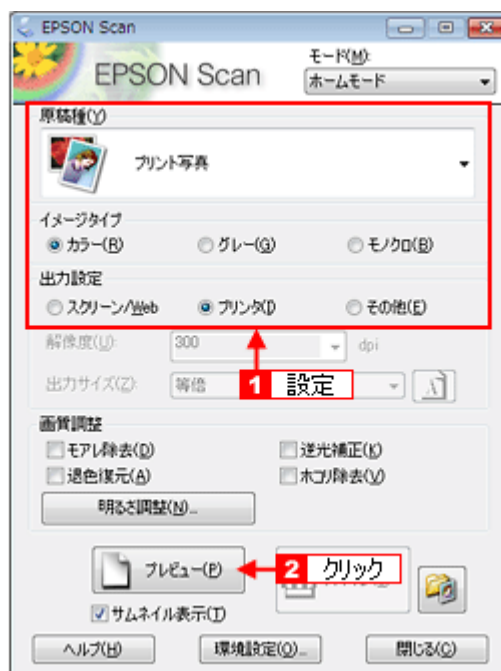 EPSON Scan
EPSON Scan
モード(M):
ホームモード
原稿種(Y)
プリント写真
イメージタイプ
カラー(R) グレー(G) モノクロ(B)
出力設定
スクリーン/Web プリンタ(I) その他(E)
解像度(U): 300 dpi
出力サイズ(Z): 等倍
1 設定
画質調整
モアレ除去(D) 逆光補正(K)
退色復元(A) ホコリ除去(V)
明るさ調整(N)...
プレビュー(P) 2 クリック
サムネイル表示(T)
ヘルプ(H) 環境設定(O)... 閉じる(C)